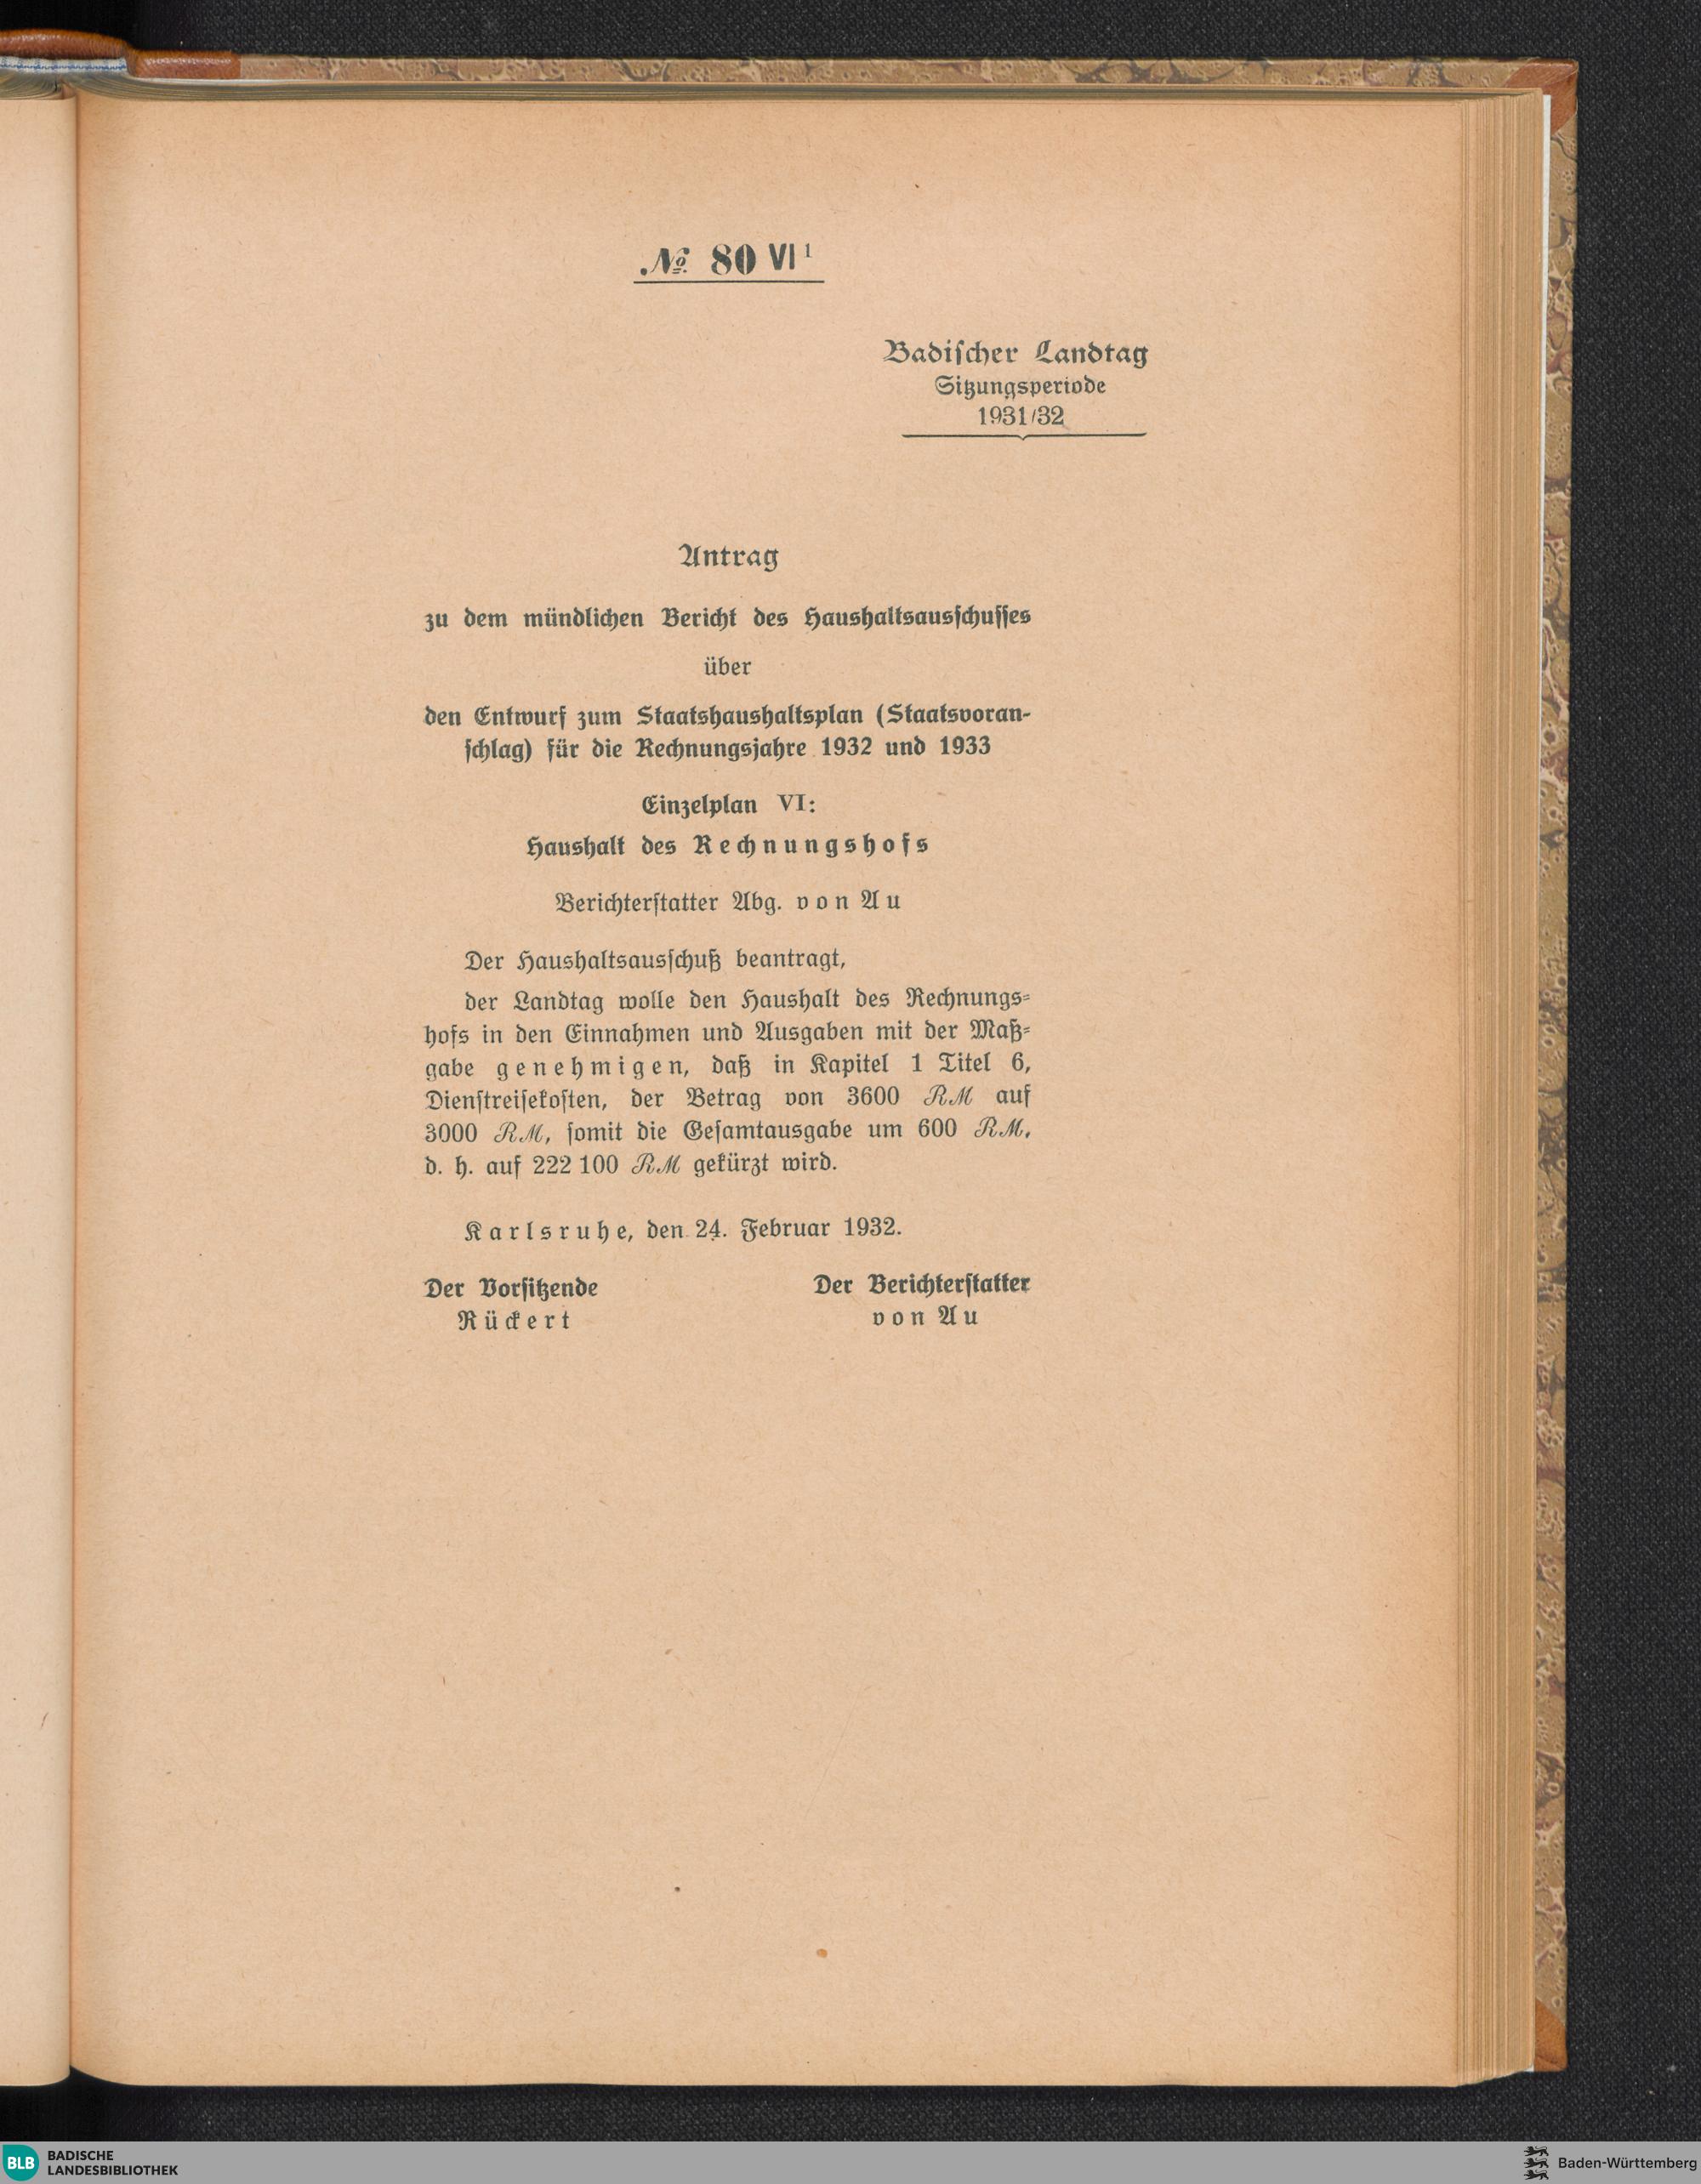 № 80 VI 1
Badiſcher Landtag
Sitzungsperiode
1931/32
Antrag
zu dem mündlichen Bericht des Haushaltsausſchuſſes
über
den Entwurf zum Staatshaushaltsplan (Staatsvoran-
ſchlag) für die Rechnungsjahre 1932 und 1933
Einzelplan VI:
Haushalt des Rechnungshofs
Berichterſtatter Abg. von Au
Der Haushaltsausſchuß beantragt,
der Landtag wolle den Haushalt des Rechnungs-
hofs in den Einnahmen und Ausgaben mit der Maß-
gabe genehmigen, daß in Kapitel 1 Titel 6,
Dienſtreiſekoſten, der Betrag von 3600 RM auf
3000 RM, ſomit die Geſamtausgabe um 600 RM,
d. h. auf 222 100 RM gekürzt wird.
Karlsruhe, den 24. Februar 1932.
Der Vorſitzende
Rückert
Der Berichterſtatter
von Au
BLB BADISCHE
LANDESBIBLIOTHEK
Baden-Württemberg